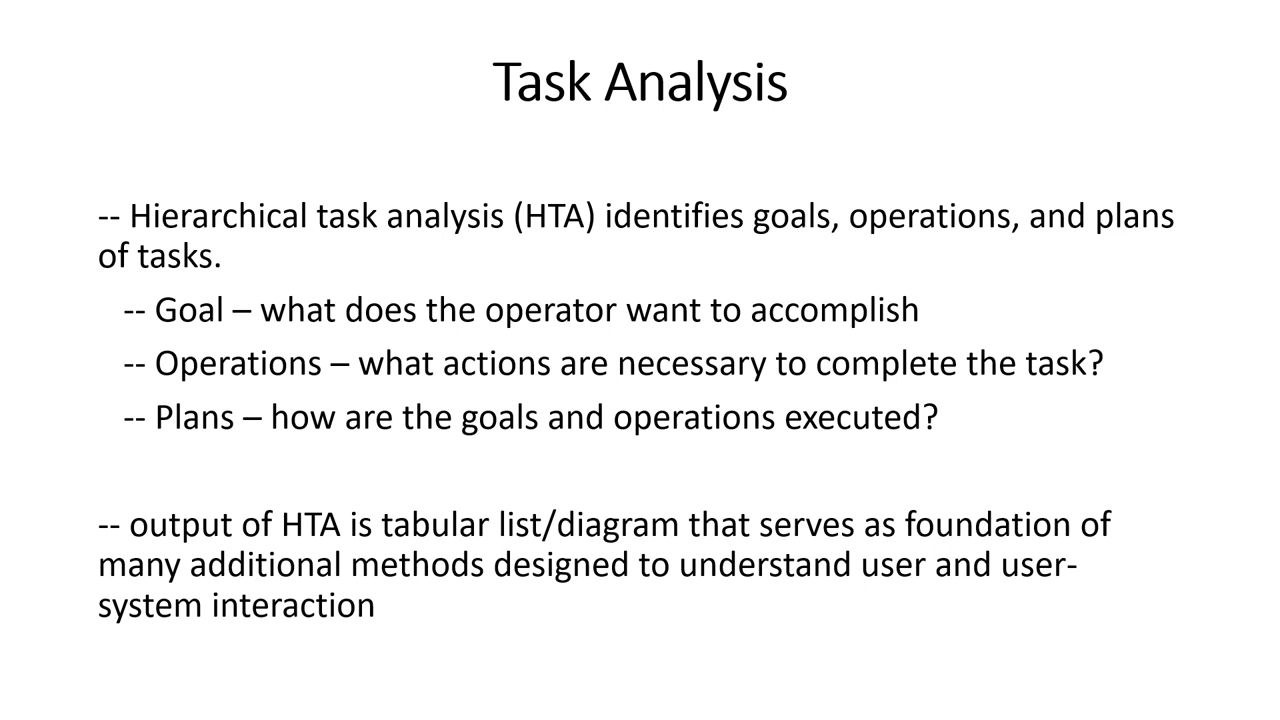 Task Analysis
-- Hierarchical task analysis (HTA) identifies goals, operations, and plans
of tasks.
-- Goal – what does the operator want to accomplish
-- Operations – what actions are necessary to complete the task?
-- Plans – how are the goals and operations executed?
-- output of HTA is tabular list/diagram that serves as foundation of
many additional methods designed to understand user and user-
system interaction